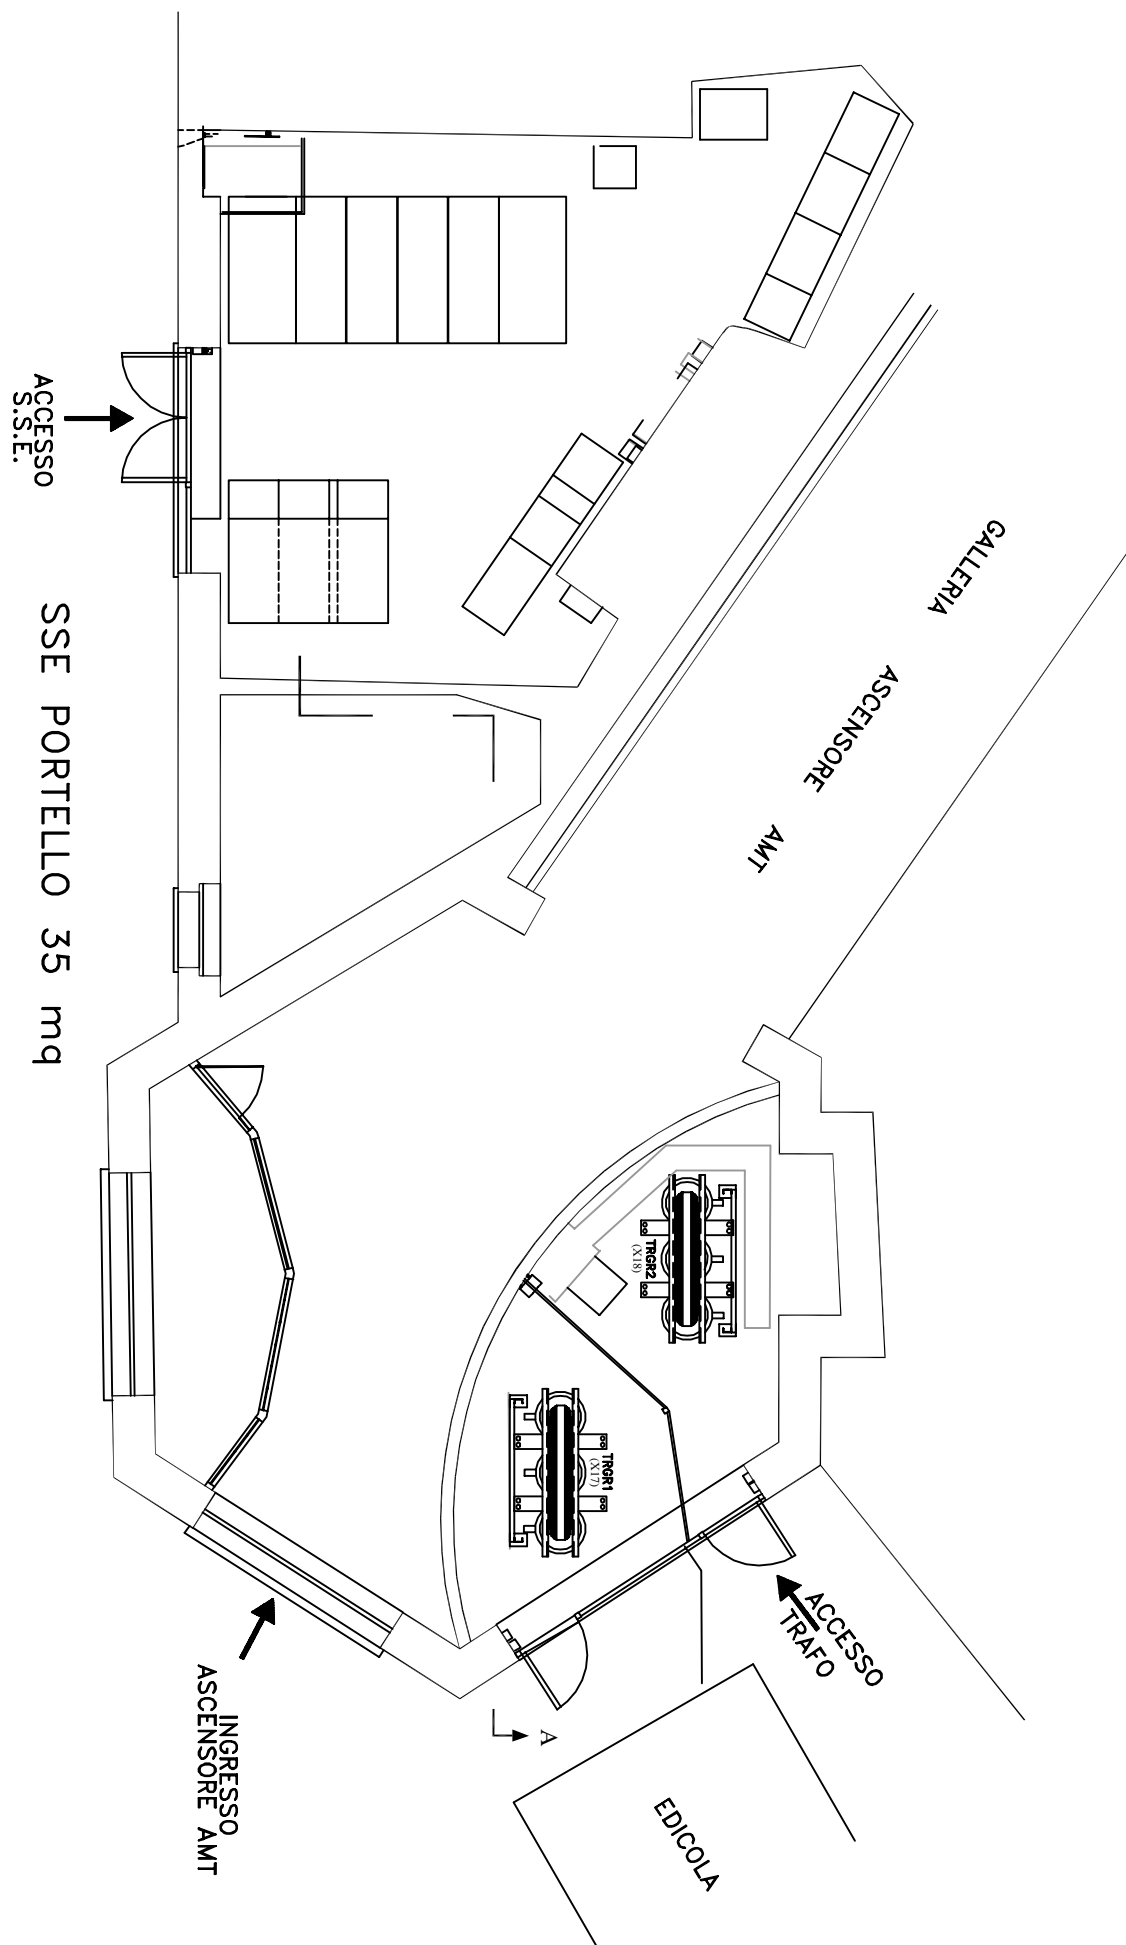 GALLERIA ASCENSORE AMT
ACCESSO
S.S.E.
SSE PORTELLO 35 mq
TRGR2
(X18)
TRGR1
(X17)
ACCESSO
TRAFO
A
INGRESSO
ASCENSORE AMT
EDICOLA